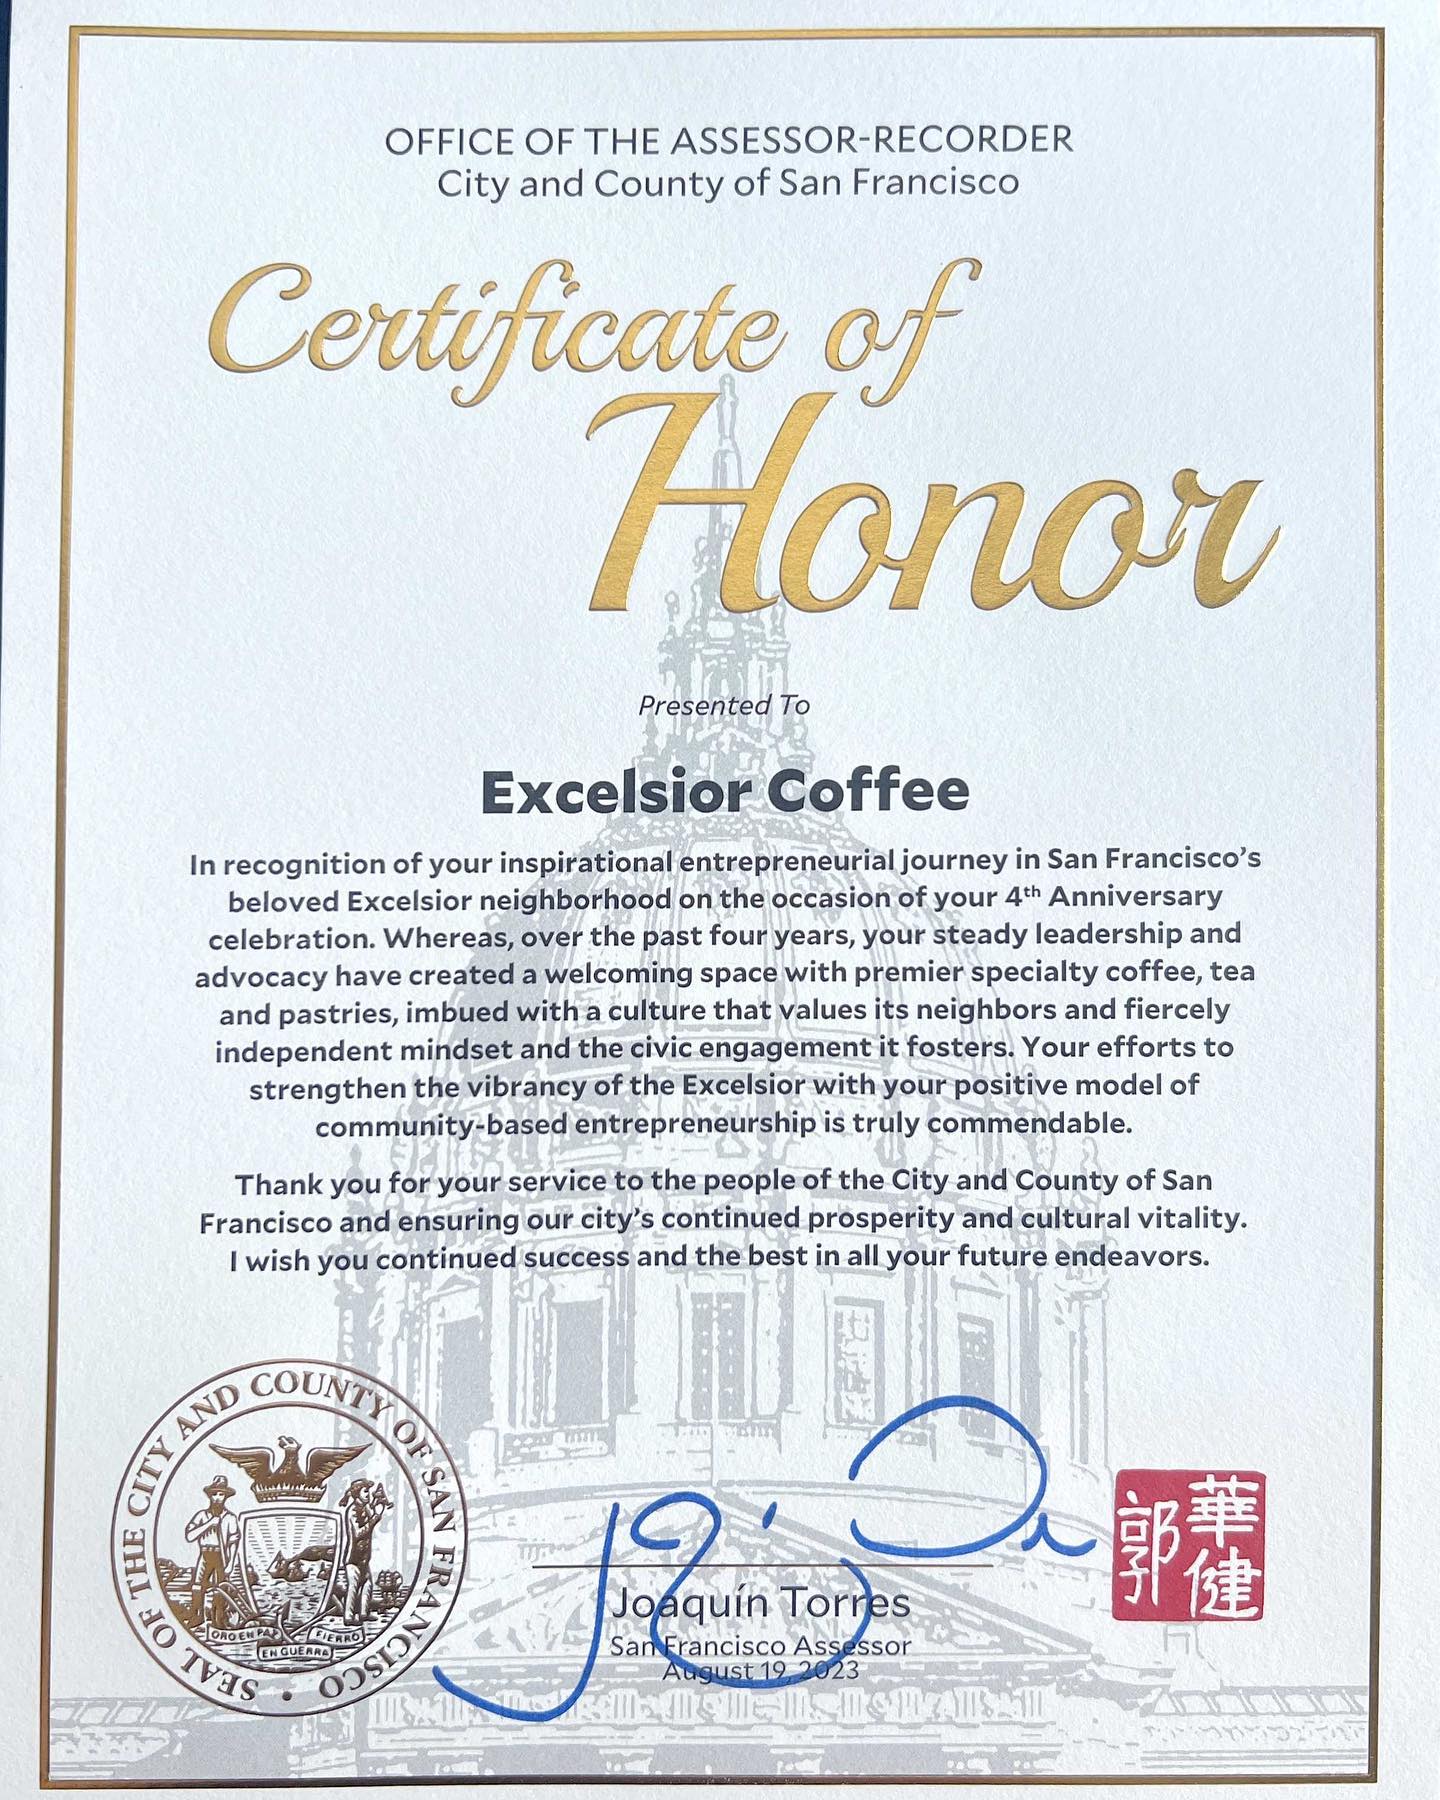 OFFICE OF THE ASSESSOR-RECORDER
City and County of San Francisco
Certificate of
Honor
Presented To
Excelsior Coffee
In recognition of your inspirational entrepreneurial journey in San Francisco's
beloved Excelsior neighborhood on the occasion of your 4th Anniversary
celebration. Whereas, over the past four years, your steady leadership and
advocacy have created a welcoming space with premier specialty coffee, tea
and pastries, imbued with a culture that values its neighbors and fiercely
independent mindset and the civic engagement it fosters. Your efforts to
strengthen the vibrancy of the Excelsior with your positive model of
community-based entrepreneurship is truly commendable.
Thank you for your service to the people of the City and County of San
Francisco and ensuring our city's continued prosperity and cultural vitality.
I wish you continued success and the best in all your future endeavors.
SEAL OF THE CITY AND COUNTY OF SAN FRANCISCO
ORO EN PAZ
FIERRO
EN GUERRA
Joaquín Torres
San Francisco Assessor
August 19, 2023
華健
郭